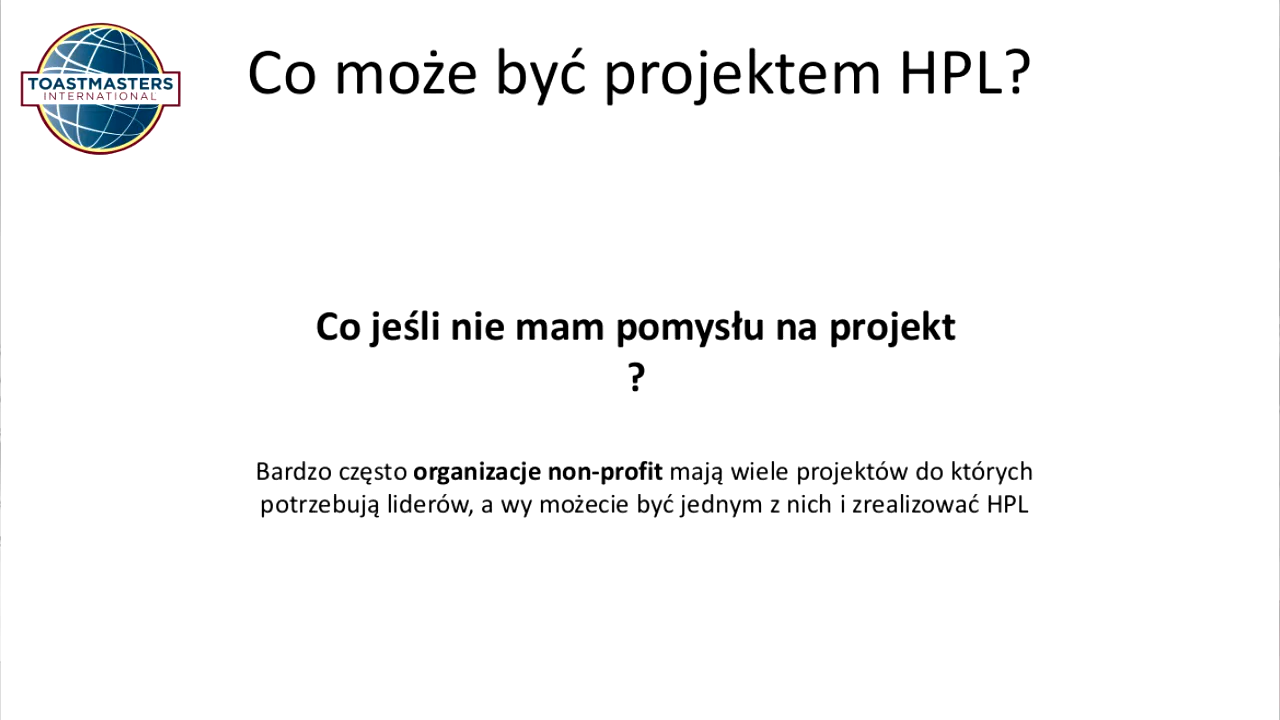 TOASTMASTERS
INTERNATIONAL
Co może być projektem HPL?
Co jeśli nie mam pomysłu na projekt
?
Bardzo często organizacje non-profit mają wiele projektów do których
potrzebują liderów, a wy możecie być jednym z nich i zrealizować HPL